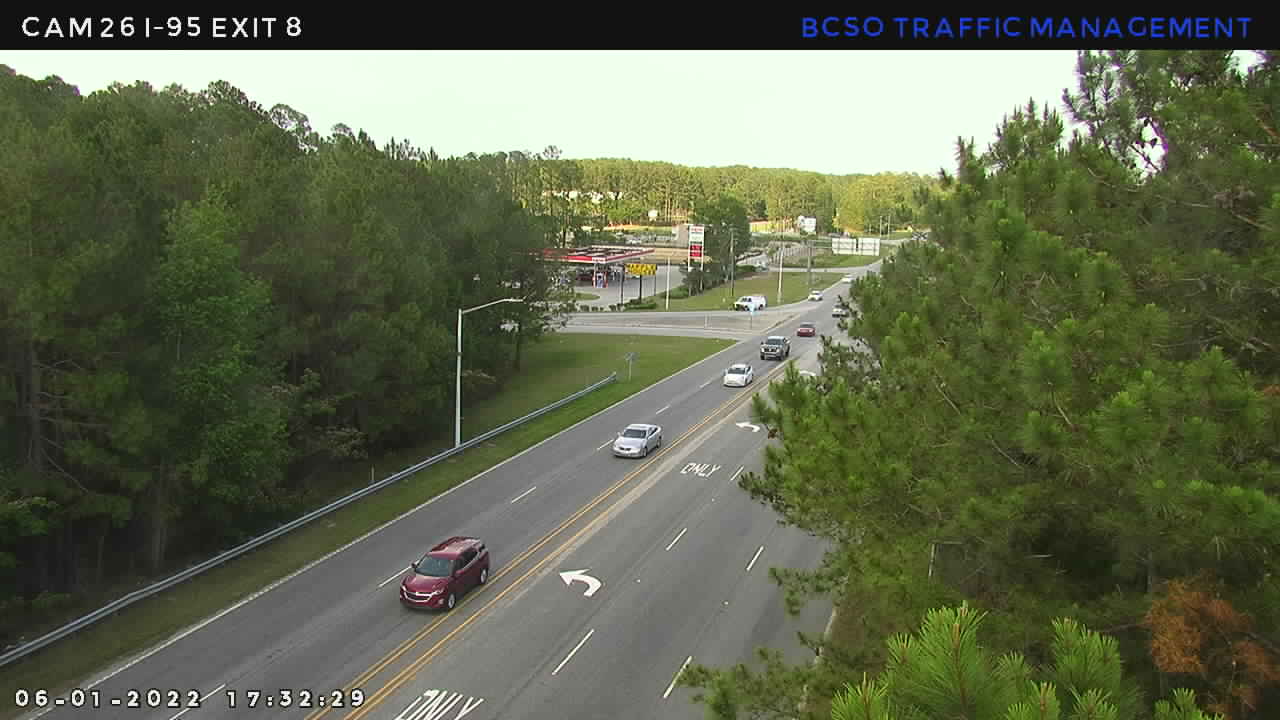 CAM 26 I-95 EXIT 8
BCSO TRAFFIC MANAGEMENT
ONLY
ONLY
06-01-2022 17:32:29